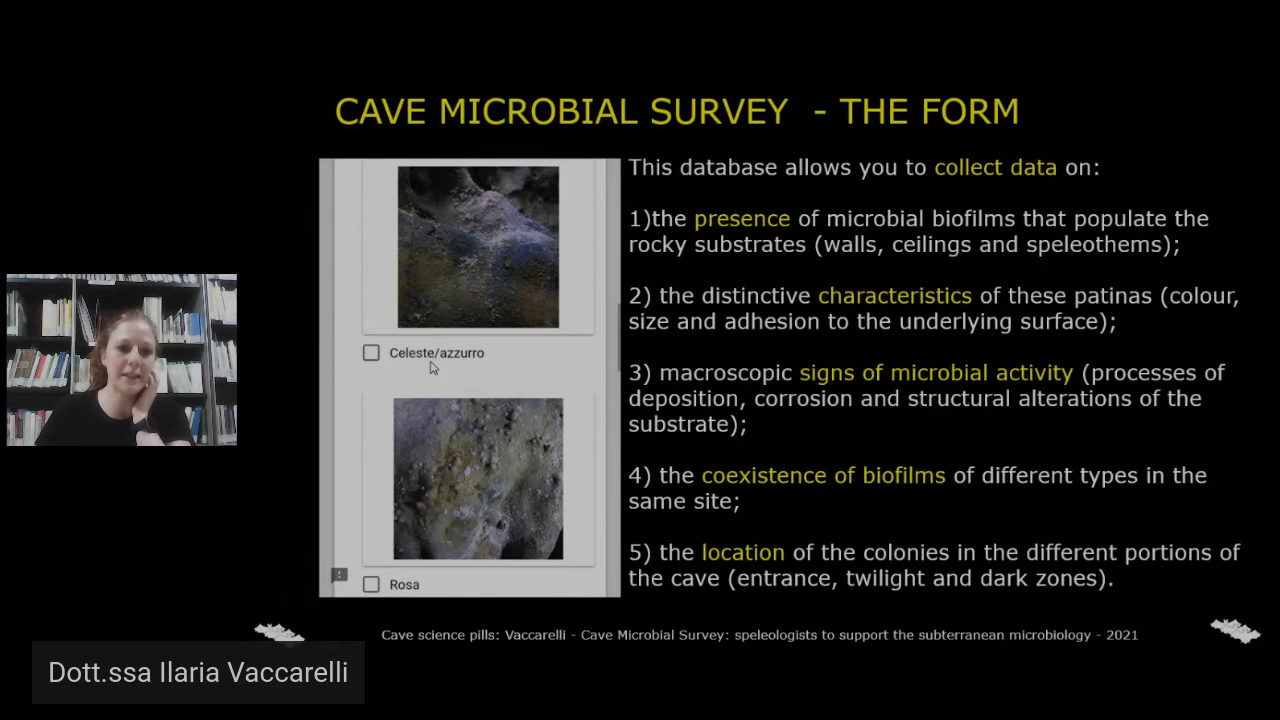 CAVE MICROBIAL SURVEY - THE FORM
Celeste/azzurro
Rosa
This database allows you to collect data on:
1)the presence of microbial biofilms that populate the
rocky substrates (walls, ceilings and speleothems);
2) the distinctive characteristics of these patinas (colour,
size and adhesion to the underlying surface);
3) macroscopic signs of microbial activity (processes of
deposition, corrosion and structural alterations of the
substrate);
4) the coexistence of biofilms of different types in the
same site;
5) the location of the colonies in the different portions of
the cave (entrance, twilight and dark zones).
Cave science pills: Vaccarelli - Cave Microbial Survey: speleologists to support the subterranean microbiology - 2021
Dott.ssa Ilaria Vaccarelli